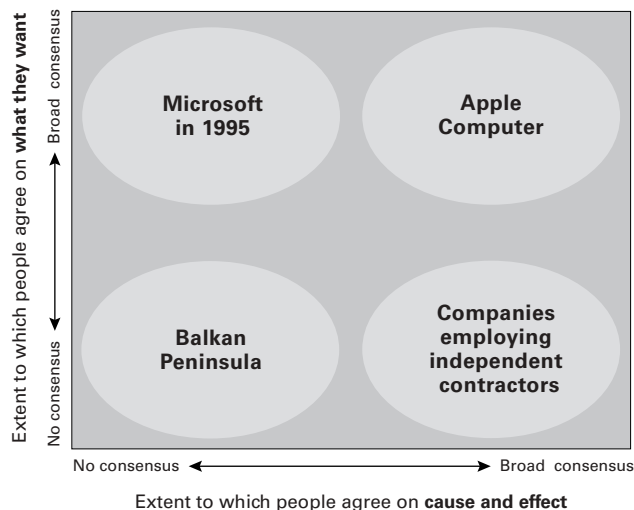 Extent to which people agree on what they want
Broad consensus
No consensus
Microsoft
in 1995
Apple
Computer
Balkan
Peninsula
Companies
employing
independent
contractors
No consensus
Broad consensus
Extent to which people agree on cause and effect